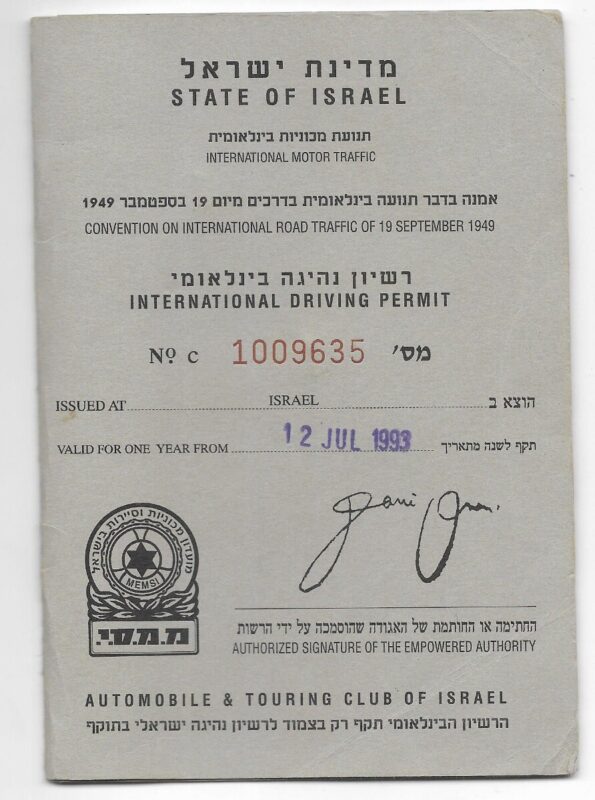 מדינת ישראל
STATE OF ISRAEL
תנועת מכוניות בינלאומית
INTERNATIONAL MOTOR TRAFFIC
אמנה בדבר תנועה בינלאומית בדרכים מיום 19 בספטמבר 1949
CONVENTION ON INTERNATIONAL ROAD TRAFFIC OF 19 SEPTEMBER 1949
רשיון נהיגה בינלאומי
INTERNATIONAL DRIVING PERMIT
Nº C 1009635 מס׳
ISSUED AT ISRAEL הוצא ב
VALID FOR ONE YEAR FROM 12 JUL 1993 תקף לשנה מתאריך
מועדון מכוניות וסיירות בישראל
MEMSI
מ.מ.ס.י.
החתימה או החותמת של האגודה שהוסמכה על ידי הרשות
AUTHORIZED SIGNATURE OF THE EMPOWERED AUTHORITY
AUTOMOBILE & TOURING CLUB OF ISRAEL
הרשיון הבינלאומי תקף רק בצמוד לרשיון נהיגה ישראלי בתוקף